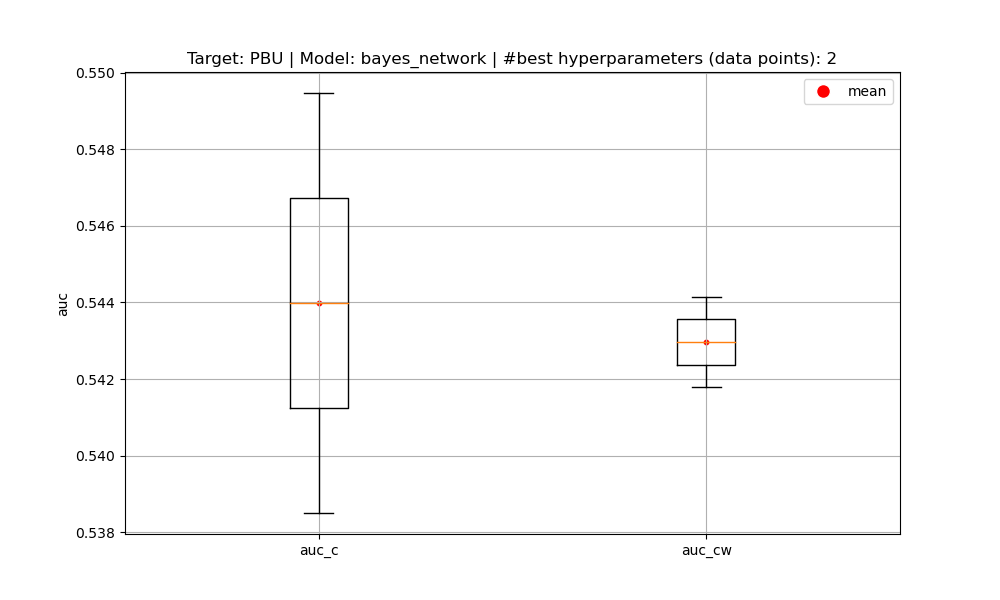 Target: PBU | Model: bayes_network | #best hyperparameters (data points): 2
mean
0.550
0.548
0.546
0.544
0.542
0.540
0.538
auc
auc_c
auc_cw